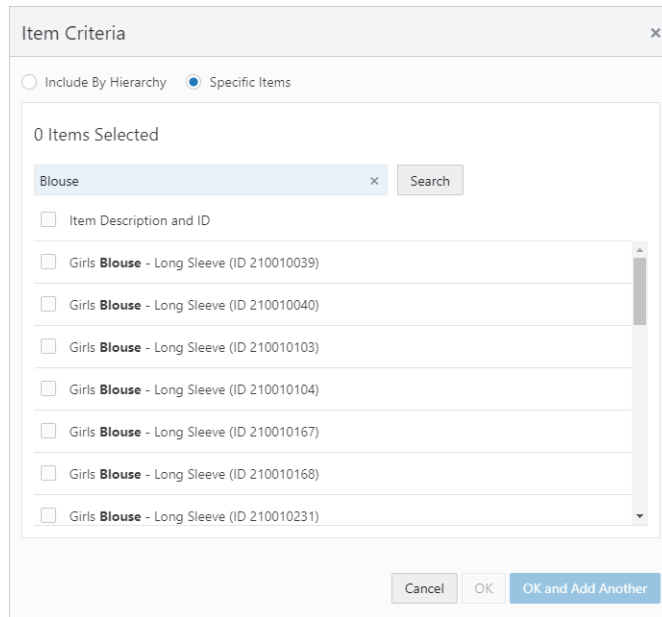 Item Criteria
Include By Hierarchy Specific Items
0 Items Selected
Blouse Search
Item Description and ID
Girls Blouse - Long Sleeve (ID 210010039)
Girls Blouse - Long Sleeve (ID 210010040)
Girls Blouse - Long Sleeve (ID 210010103)
Girls Blouse - Long Sleeve (ID 210010104)
Girls Blouse - Long Sleeve (ID 210010167)
Girls Blouse - Long Sleeve (ID 210010168)
Girls Blouse - Long Sleeve (ID 210010231)
Cancel OK OK and Add Another